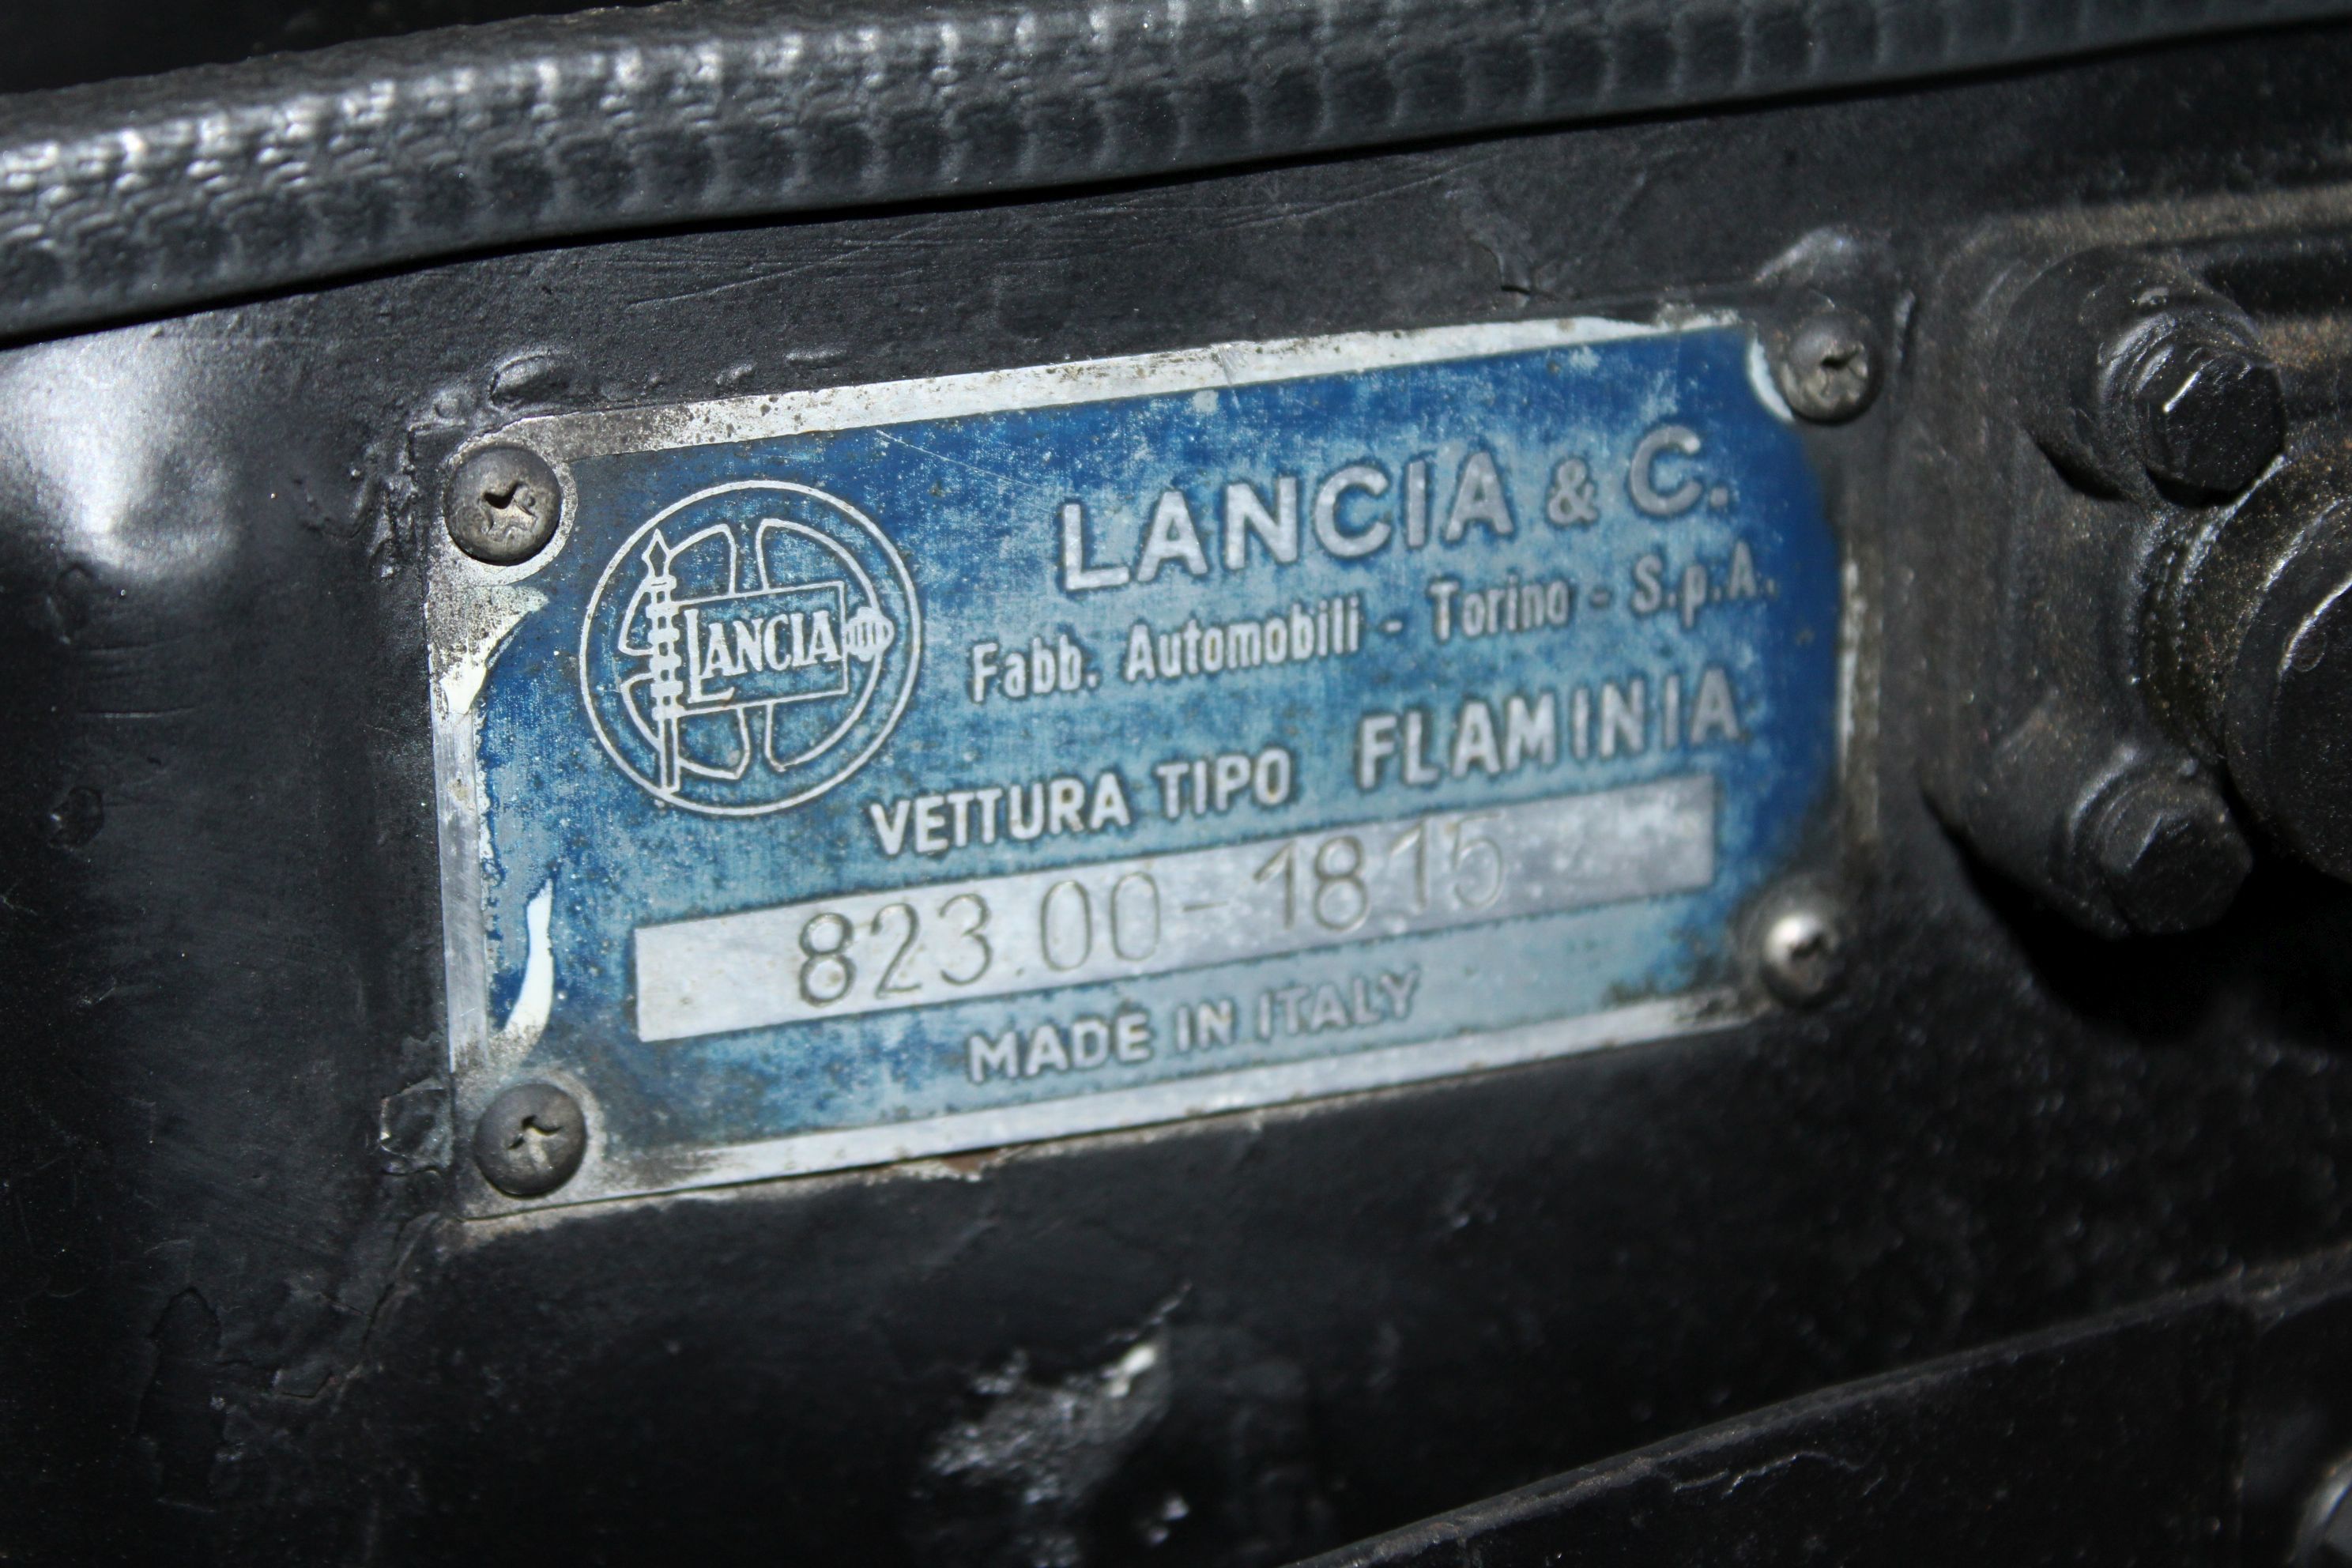 LANCIA
LANCIA & C.
Fabb. Automobili - Torino - S.p.A.
VETTURA TIPO FLAMINIA
823.00-1815
MADE IN ITALY